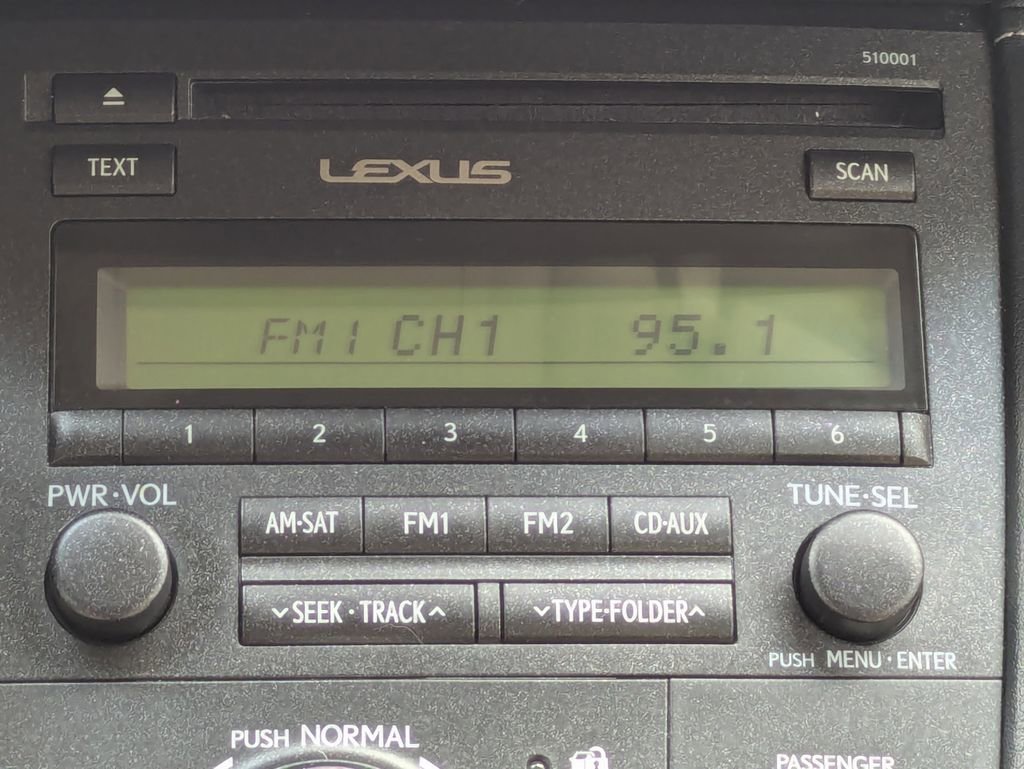 510001
TEXT
LEXUS
SCAN
FM1 CH1 95.1
1 2 3 4 5 6
PWR·VOL
TUNE·SEL
AM·SAT FM1 FM2 CD·AUX
SEEK·TRACK
TYPE·FOLDER
PUSH MENU·ENTER
PUSH NORMAL
PASSENGER